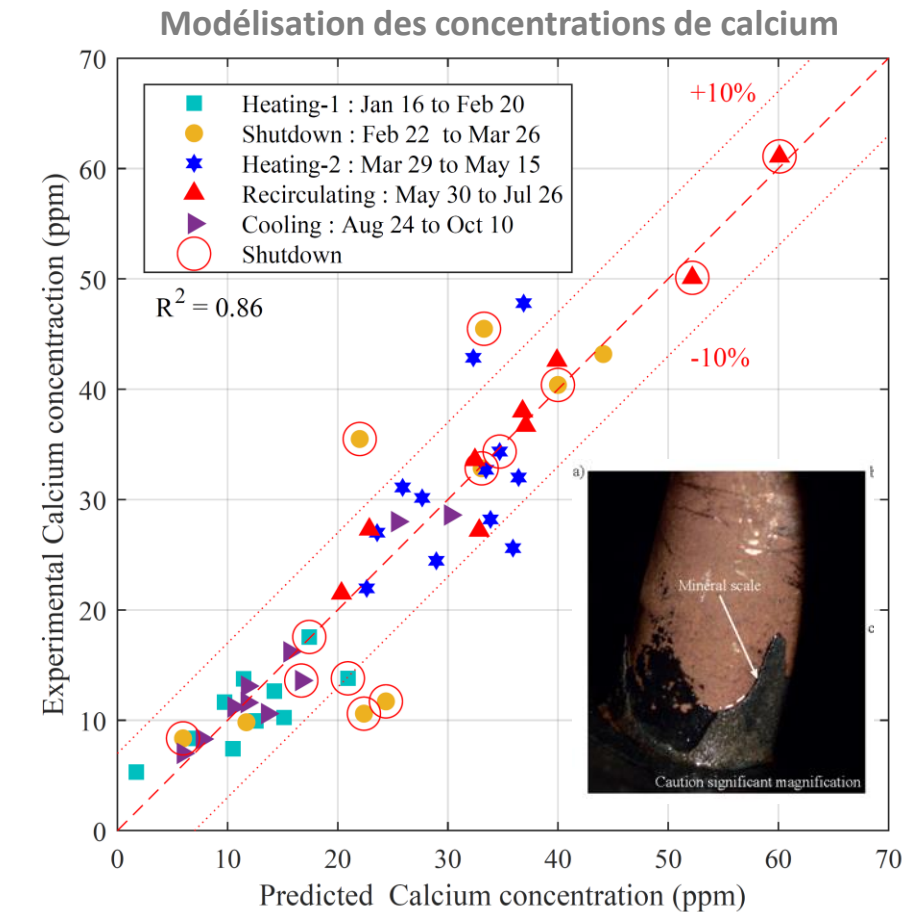 Modélisation des concentrations de calcium
70
60
50
40
30
20
10
0
Experimental Calcium concentraction (ppm)
Heating-1 : Jan 16 to Feb 20
Shutdown : Feb 22 to Mar 26
Heating-2 : Mar 29 to May 15
Recirculating : May 30 to Jul 26
Cooling : Aug 24 to Oct 10
Shutdown
R² = 0.86
+10%
-10%
a)
Mineral scale
c
Caution significant magnification
0 10 20 30 40 50 60 70
Predicted Calcium concentration (ppm)